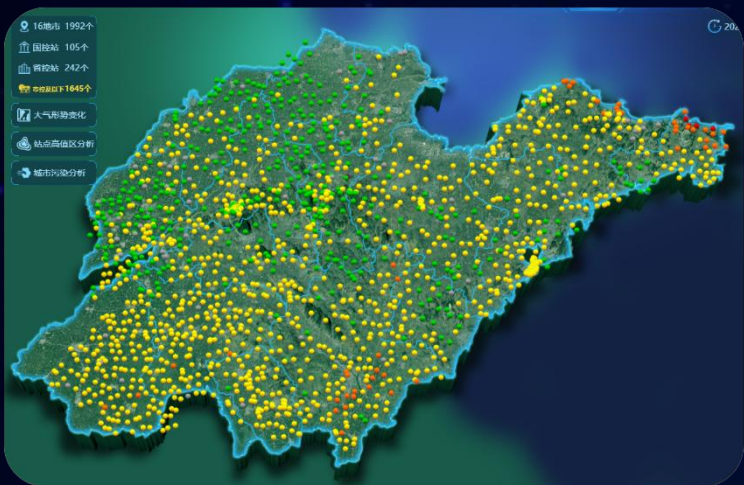 16地市 1992个
国控站 105个
省控站 242个
市控及以下1645个
大气形势变化
站点高值区分析
城市污染分析
202